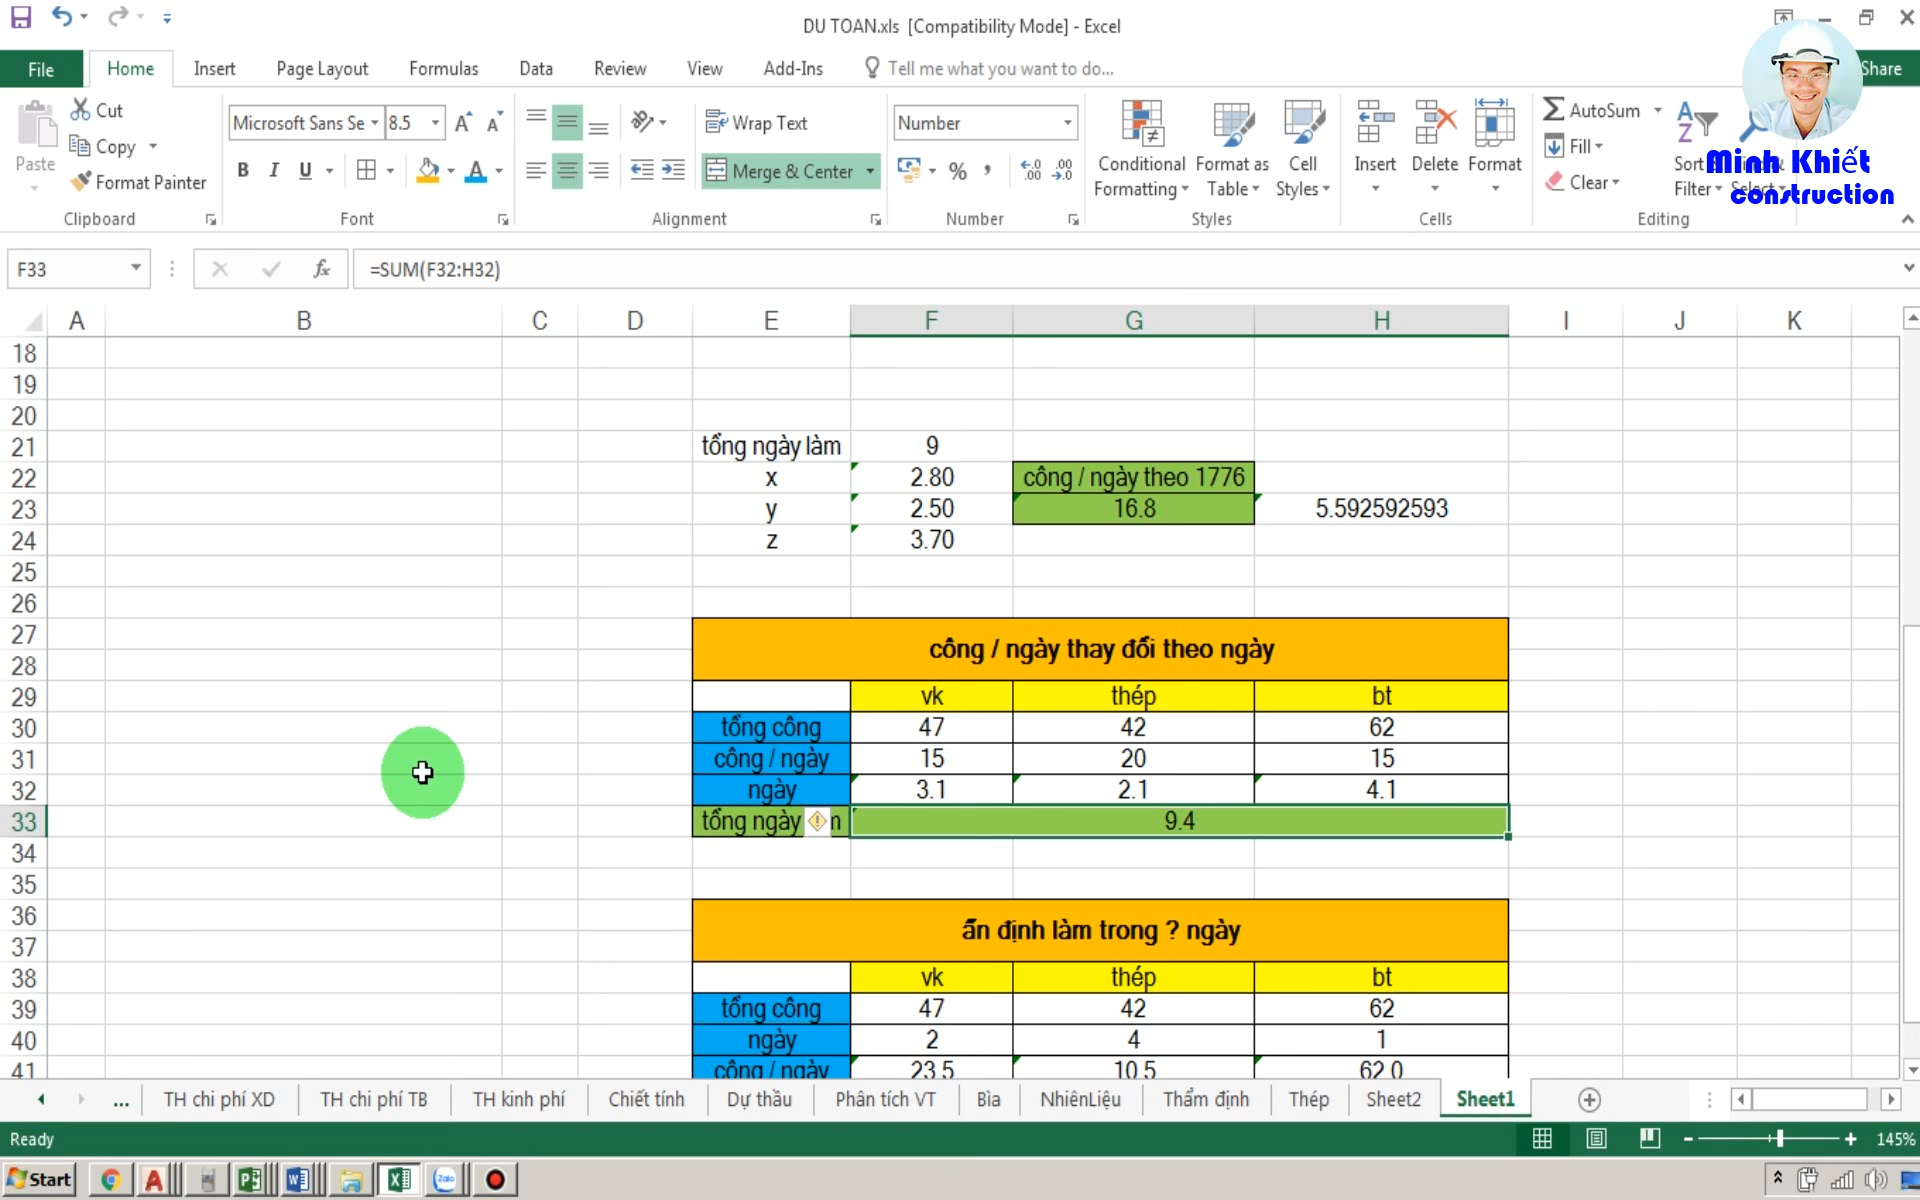 DU TOAN.xls [Compatibility Mode] - Excel
File Home Insert Page Layout Formulas Data Review View Add-Ins Tell me what you want to do... Share
Cut
Copy
Format Painter
Paste
Clipboard
Microsoft Sans Se 8.5
B I U
Font
Wrap Text
Merge & Center
Alignment
Number
%
Number
Conditional Formatting
Format as Table
Cell Styles
Styles
Insert Delete Format
Cells
AutoSum
Fill
Clear
Sort
Filter Select
Editing
Minh Khiết
construction
F33 fx =SUM(F32:H32)
A B C D E F G H I J K
18
19
20
21 tổng ngày làm 9
22 x 2.80 công / ngày theo 1776
23 y 2.50 16.8 5.592592593
24 z 3.70
25
26
27
28 công / ngày thay đổi theo ngày
29 vk thép bt
30 tổng công 47 42 62
31 công / ngày 15 20 15
32 ngày 3.1 2.1 4.1
33 tổng ngày n 9.4
34
35
36
37 ấn định làm trong ? ngày
38 vk thép bt
39 tổng công 47 42 62
40 ngày 2 4 1
41 công / ngày 23.5 10.5 62.0
... TH chi phí XD TH chi phí TB TH kinh phí Chiết tính Dự thầu Phân tích VT Bìa NhiênLiệu Thẩm định Thép Sheet2 Sheet1
Ready 145%
Start